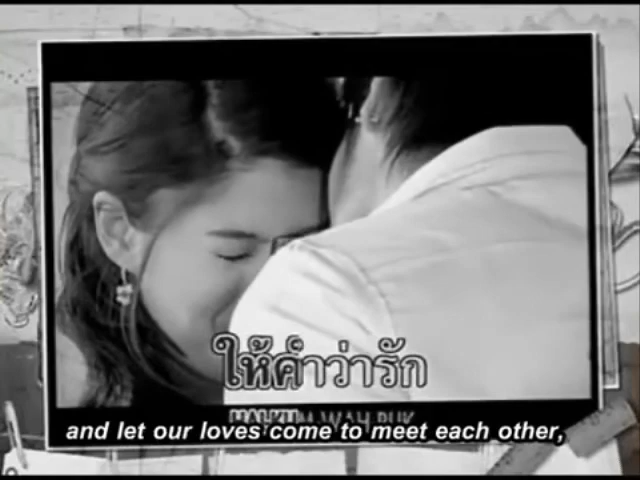 ให้คำว่ารัก
HAI KUM WAH RUK
and let our loves come to meet each other,